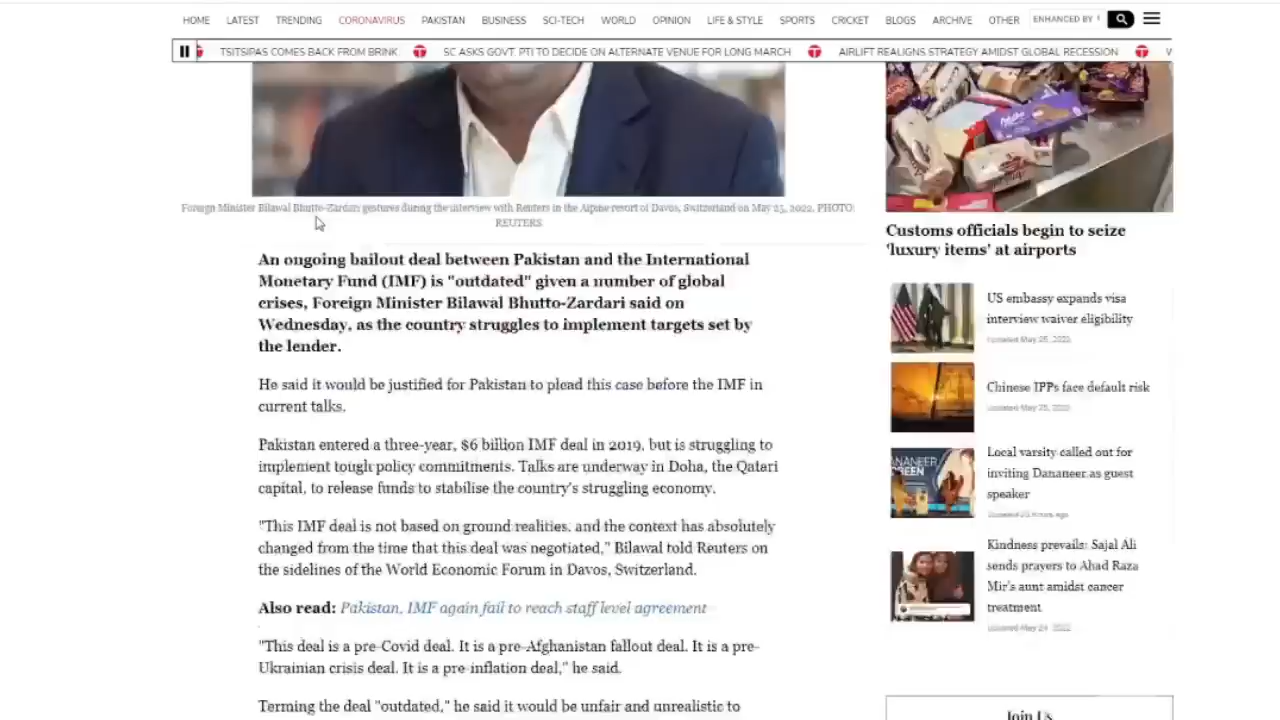 HOME LATEST TRENDING CORONAVIRUS PAKISTAN BUSINESS SCI-TECH WORLD OPINION LIFE & STYLE SPORTS CRICKET BLOGS ARCHIVE OTHER ENHANCED BY
TSITSIPAS COMES BACK FROM BRINK SC ASKS GOVT, PTI TO DECIDE ON ALTERNATE VENUE FOR LONG MARCH AIRLIFT REALIGNS STRATEGY AMIDST GLOBAL RECESSION
Foreign Minister Bilawal Bhutto-Zardari gestures during the interview with Reuters in the Alpine resort of Davos, Switzerland on May 25, 2022. PHOTO:
REUTERS
An ongoing bailout deal between Pakistan and the International
Monetary Fund (IMF) is "outdated" given a number of global
crises, Foreign Minister Bilawal Bhutto-Zardari said on
Wednesday, as the country struggles to implement targets set by
the lender.
He said it would be justified for Pakistan to plead this case before the IMF in
current talks.
Pakistan entered a three-year, $6 billion IMF deal in 2019, but is struggling to
implement tough policy commitments. Talks are underway in Doha, the Qatari
capital, to release funds to stabilise the country's struggling economy.
"This IMF deal is not based on ground realities, and the context has absolutely
changed from the time that this deal was negotiated," Bilawal told Reuters on
the sidelines of the World Economic Forum in Davos, Switzerland.
Also read: Pakistan, IMF again fail to reach staff level agreement
"This deal is a pre-Covid deal. It is a pre-Afghanistan fallout deal. It is a pre-
Ukrainian crisis deal. It is a pre-inflation deal," he said.
Terming the deal "outdated," he said it would be unfair and unrealistic to
Customs officials begin to seize
'luxury items' at airports
US embassy expands visa
interview waiver eligibility
Updated May 25, 2022
Chinese IPPs face default risk
Updated May 25, 2022
Local varsity called out for
inviting Dananeer as guest
speaker
Kindness prevails: Sajal Ali
sends prayers to Ahad Raza
Mir's aunt amidst cancer
treatment
Updated May 24, 2022
Join Us